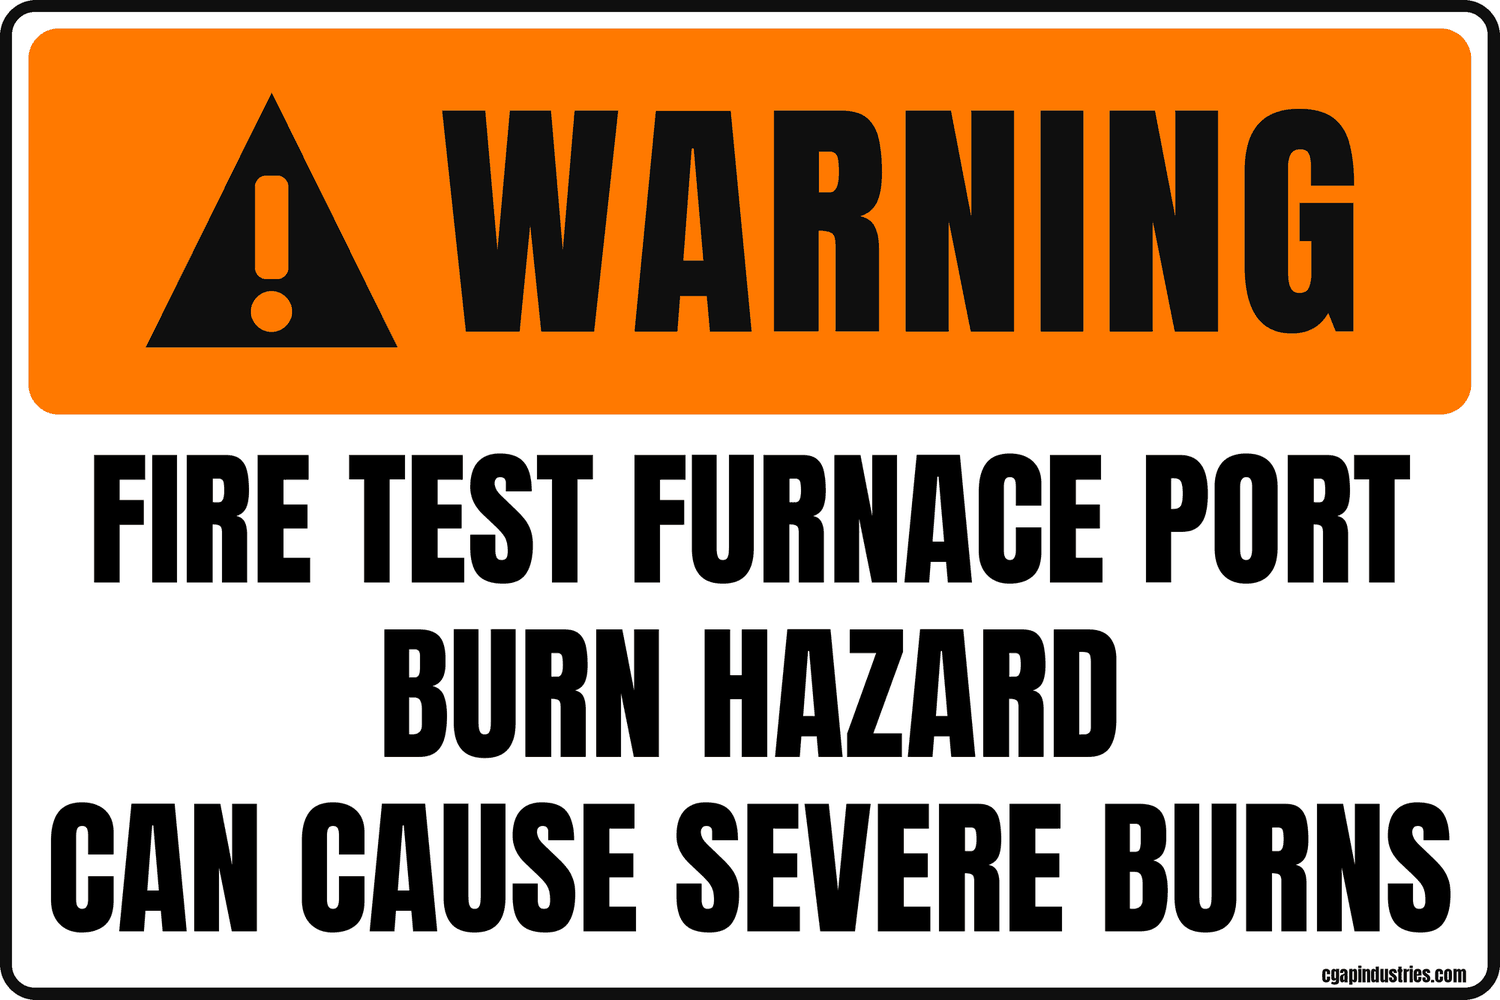 WARNING
FIRE TEST FURNACE PORT
BURN HAZARD
CAN CAUSE SEVERE BURNS
cgapindustries.com